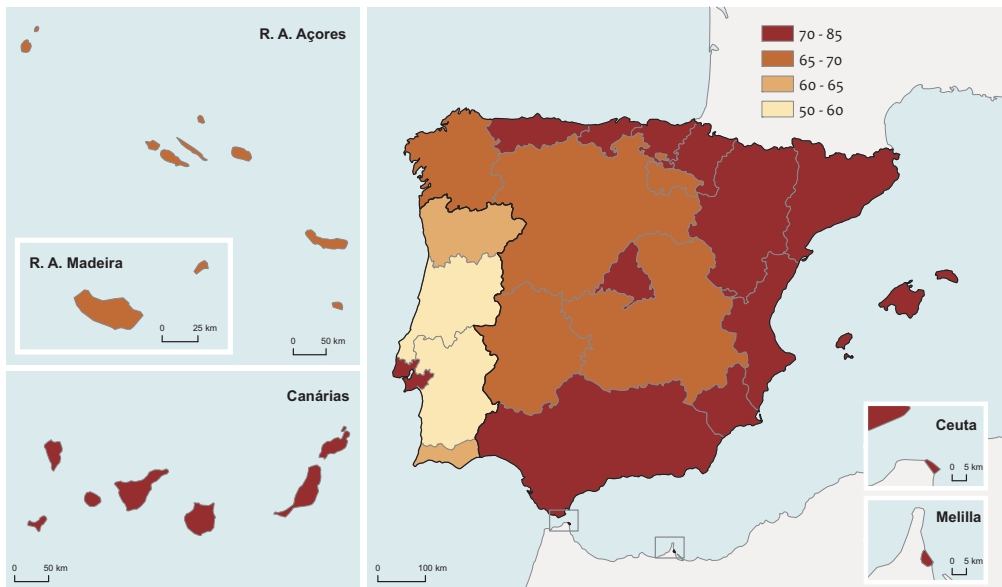 R. A. Açores
R. A. Madeira
0 25 km
0 50 km
Canárias
0 50 km
70 - 85
65 - 70
60 - 65
50 - 60
0 100 km
Ceuta
0 5 km
Melilla
0 5 km